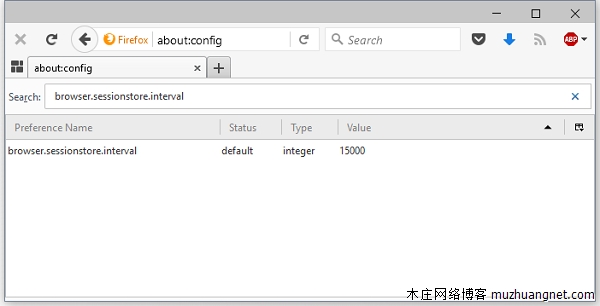 Firefox about:config Search ABP
about:config
Search: browser.sessionstore.interval
Preference Name Status Type Value
browser.sessionstore.interval default integer 15000
木庄网络博客 muzhuangnet.com